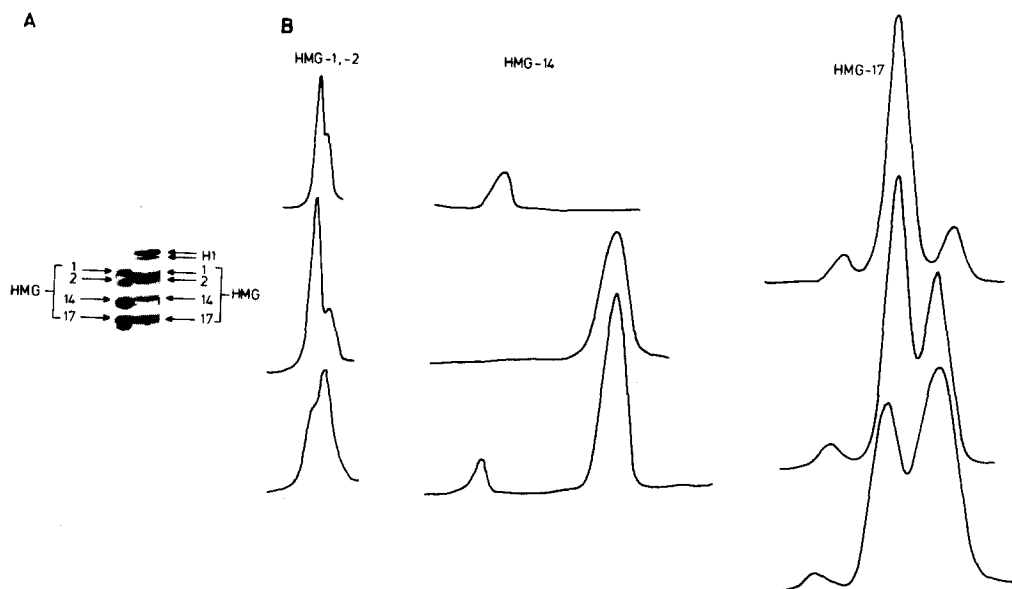 A
B
HMG-1,-2
HMG-14
HMG-17
H1
1 1
2 2
HMG HMG
14 14
17 17